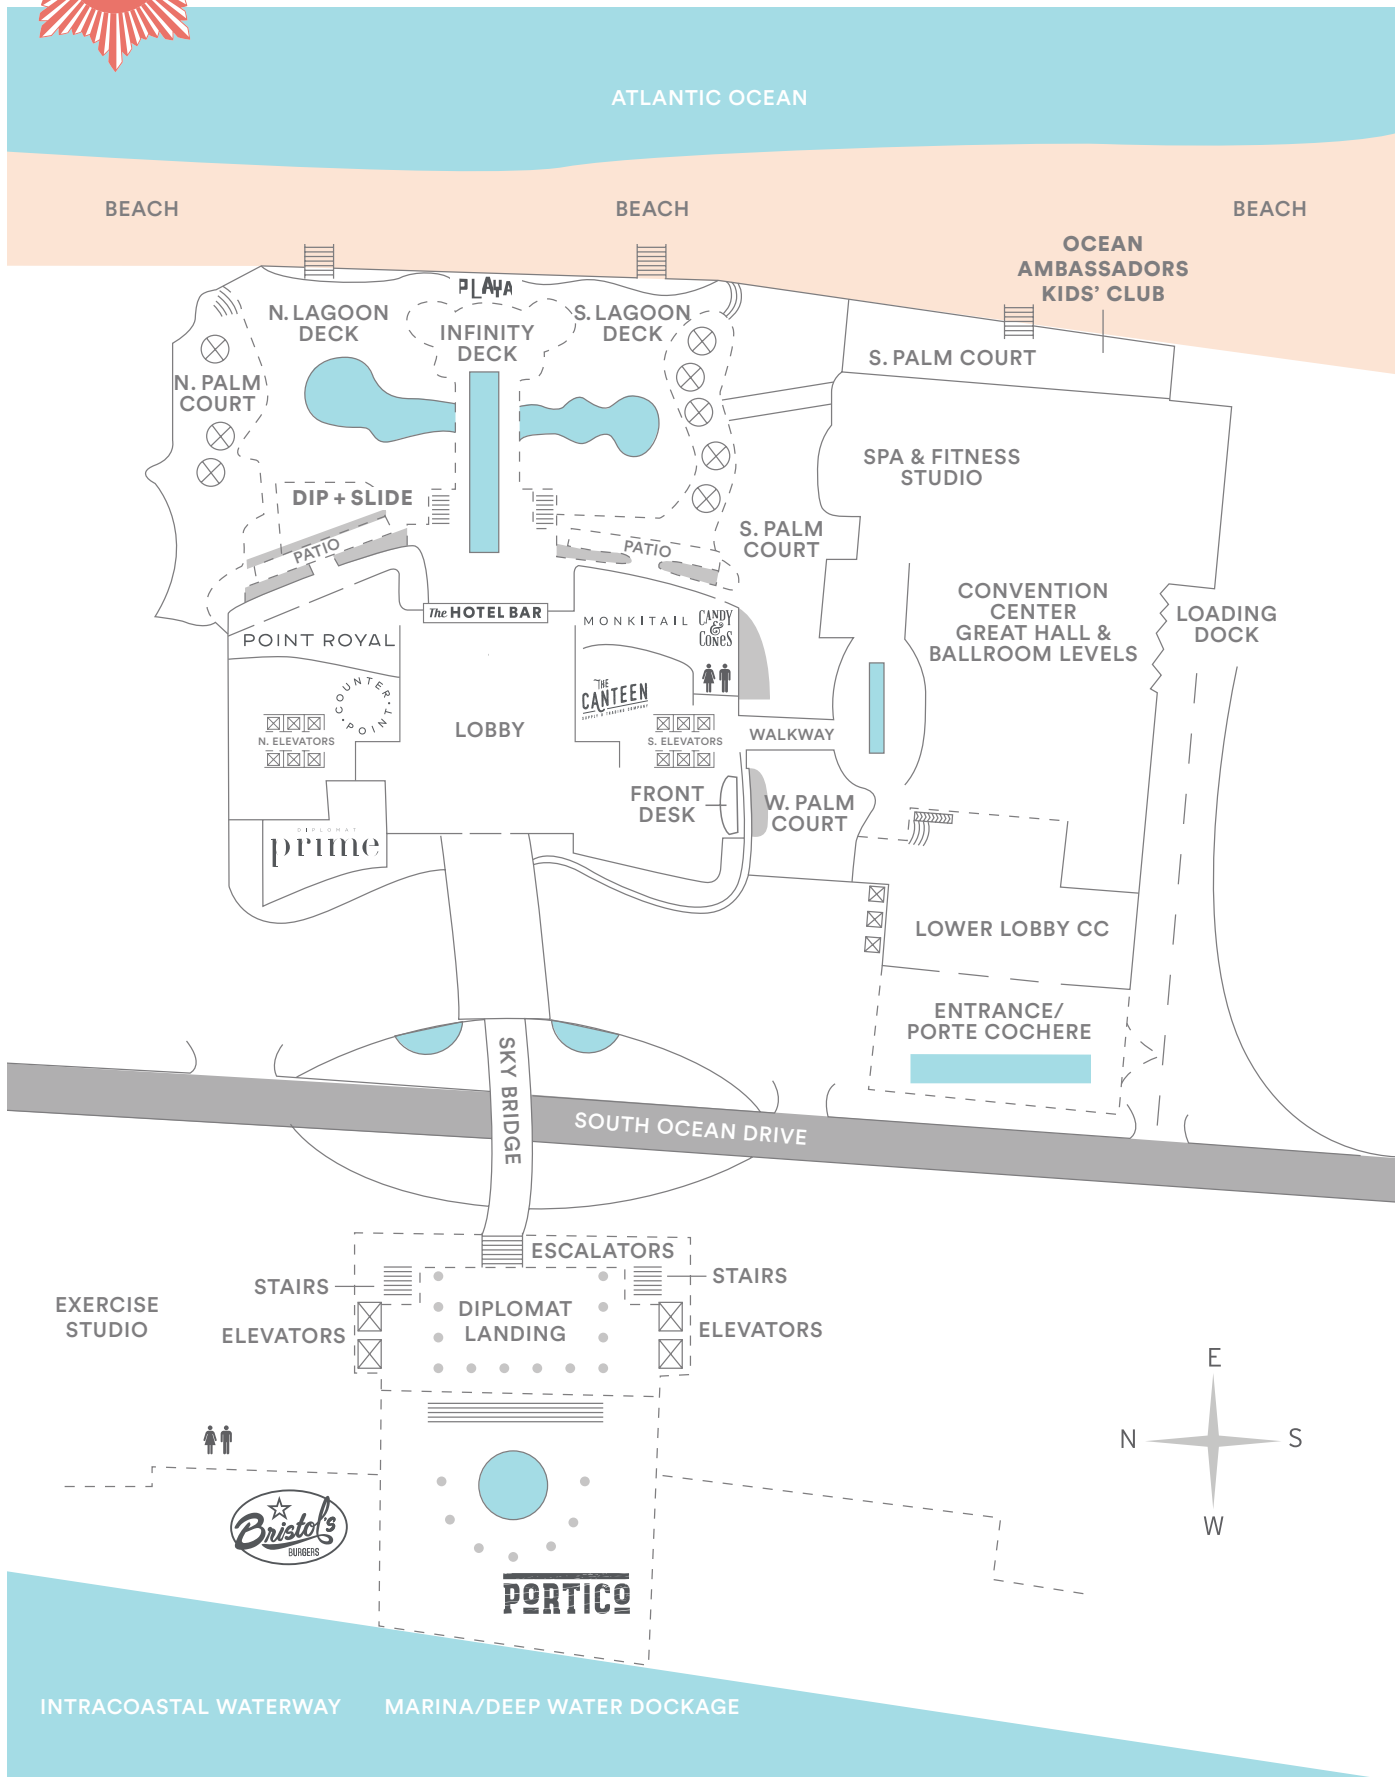 ATLANTIC OCEAN
BEACH
BEACH
BEACH
OCEAN
AMBASSADORS
KIDS' CLUB
PLAYA
N. LAGOON
DECK
INFINITY
DECK
S. LAGOON
DECK
S. PALM COURT
N. PALM
COURT
SPA & FITNESS
STUDIO
DIP + SLIDE
PATIO
PATIO
S. PALM
COURT
CONVENTION
CENTER
GREAT HALL &
BALLROOM LEVELS
LOADING
DOCK
The HOTEL BAR
MONKITAIL
CANDY
&
CONES
POINT ROYAL
COUNTER
POINT
THE
CANTEEN
SUPPLY & TRADING COMPANY
LOBBY
N. ELEVATORS
S. ELEVATORS
WALKWAY
FRONT
DESK
W. PALM
COURT
DIPLOMAT
prime
LOWER LOBBY CC
ENTRANCE/
PORTE COCHERE
SKY BRIDGE
SOUTH OCEAN DRIVE
ESCALATORS
STAIRS
STAIRS
EXERCISE
STUDIO
DIPLOMAT
LANDING
ELEVATORS
ELEVATORS
E
N
S
W
Bristol's
BURGERS
PORTICO
INTRACOASTAL WATERWAY
MARINA/DEEP WATER DOCKAGE